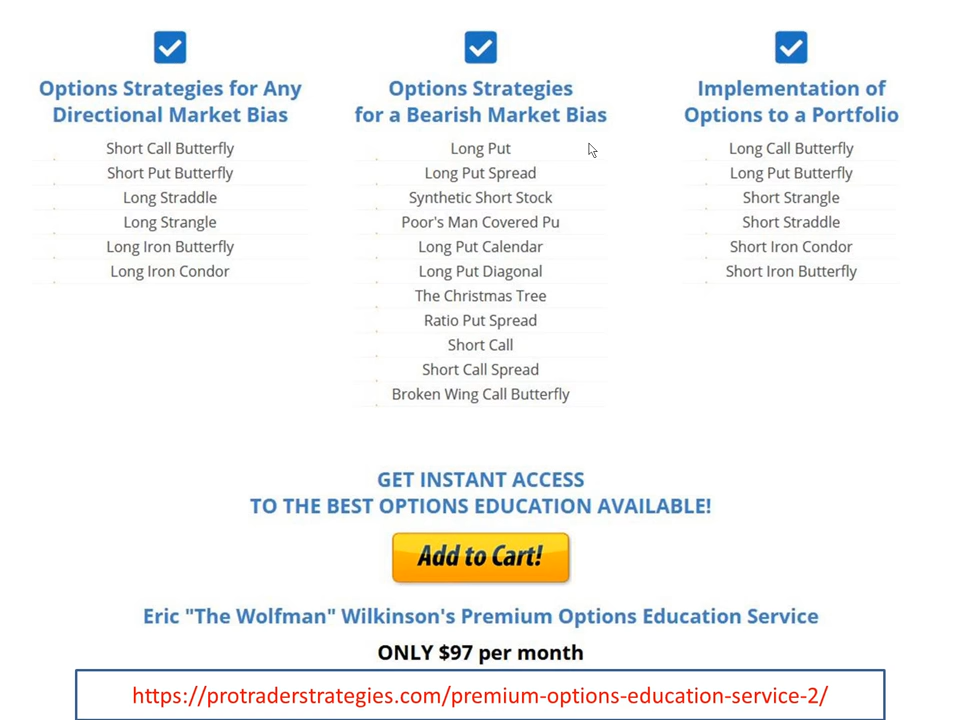 Options Strategies for Any
Directional Market Bias
Short Call Butterfly
Short Put Butterfly
Long Straddle
Long Strangle
Long Iron Butterfly
Long Iron Condor
Options Strategies
for a Bearish Market Bias
Long Put
Long Put Spread
Synthetic Short Stock
Poor's Man Covered Pu
Long Put Calendar
Long Put Diagonal
The Christmas Tree
Ratio Put Spread
Short Call
Short Call Spread
Broken Wing Call Butterfly
Implementation of
Options to a Portfolio
Long Call Butterfly
Long Put Butterfly
Short Strangle
Short Straddle
Short Iron Condor
Short Iron Butterfly
GET INSTANT ACCESS
TO THE BEST OPTIONS EDUCATION AVAILABLE!
Add to Cart!
Eric "The Wolfman" Wilkinson's Premium Options Education Service
ONLY $97 per month
https://protraderstrategies.com/premium-options-education-service-2/